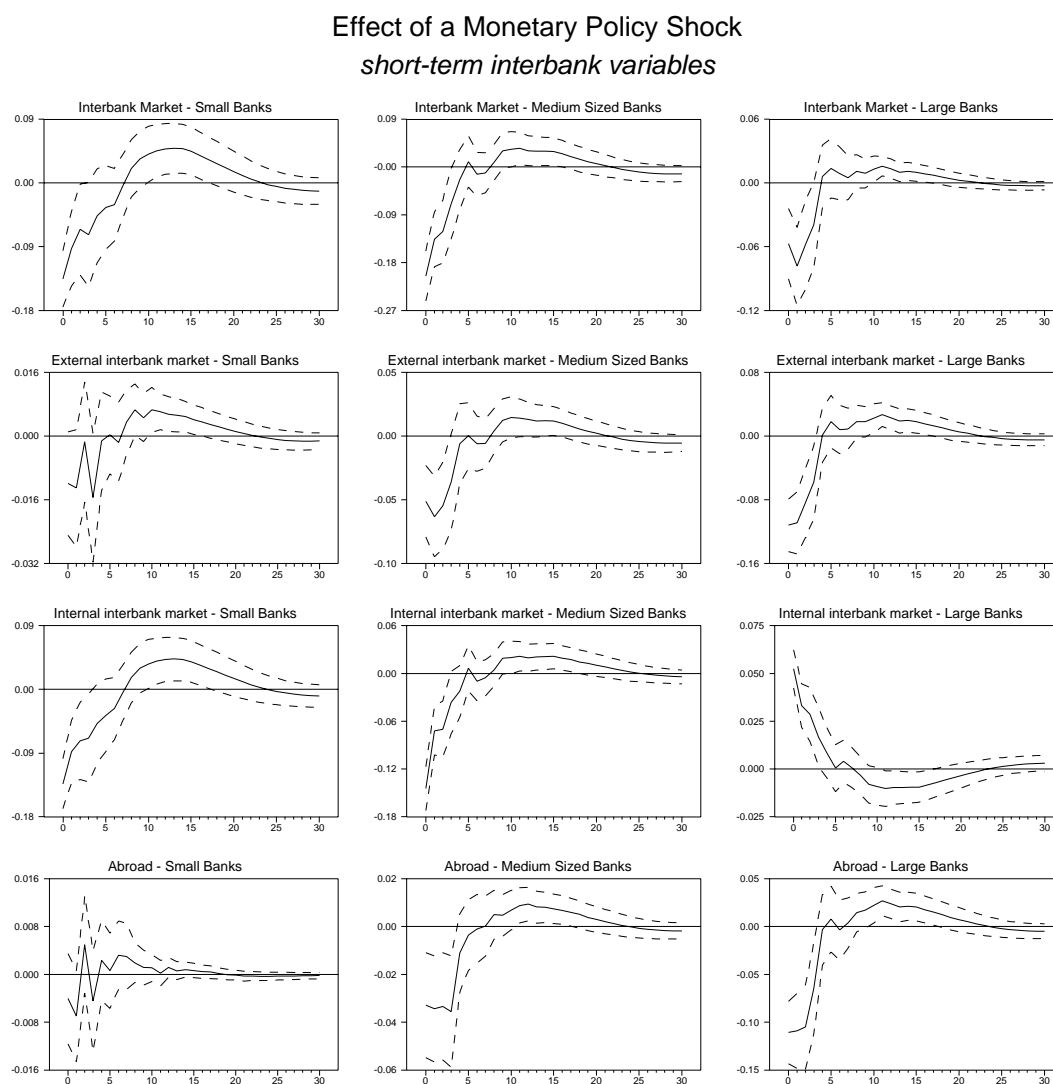 Effect of a Monetary Policy Shock
short-term interbank variables
Interbank Market - Small Banks
0.09
0.00
-0.09
-0.18
0 5 10 15 20 25 30
Interbank Market - Medium Sized Banks
0.09
-0.00
-0.09
-0.18
-0.27
0 5 10 15 20 25 30
Interbank Market - Large Banks
0.06
0.00
-0.06
-0.12
0 5 10 15 20 25 30
External interbank market - Small Banks
0.016
0.000
-0.016
-0.032
0 5 10 15 20 25 30
External interbank market - Medium Sized Banks
0.05
0.00
-0.05
-0.10
0 5 10 15 20 25 30
External interbank market - Large Banks
0.08
0.00
-0.08
-0.16
0 5 10 15 20 25 30
Internal interbank market - Small Banks
0.09
0.00
-0.09
-0.18
0 5 10 15 20 25 30
Internal interbank market - Medium Sized Banks
0.06
0.00
-0.06
-0.12
-0.18
0 5 10 15 20 25 30
Internal interbank market - Large Banks
0.075
0.050
0.025
0.000
-0.025
0 5 10 15 20 25 30
Abroad - Small Banks
0.016
0.008
0.000
-0.008
-0.016
0 5 10 15 20 25 30
Abroad - Medium Sized Banks
0.02
0.00
-0.02
-0.04
-0.06
0 5 10 15 20 25 30
Abroad - Large Banks
0.05
0.00
-0.05
-0.10
-0.15
0 5 10 15 20 25 30